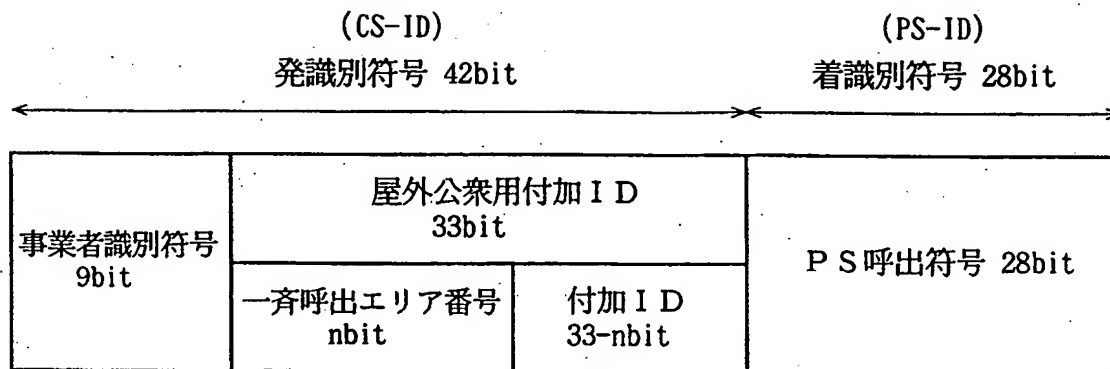 (CS-ID)
発識別符号 42bit
(PS-ID)
着識別符号 28bit
事業者識別符号
9bit
屋外公衆用付加ID
33bit
一斉呼出エリア番号
nbit
付加ID
33-nbit
PS呼出符号 28bit